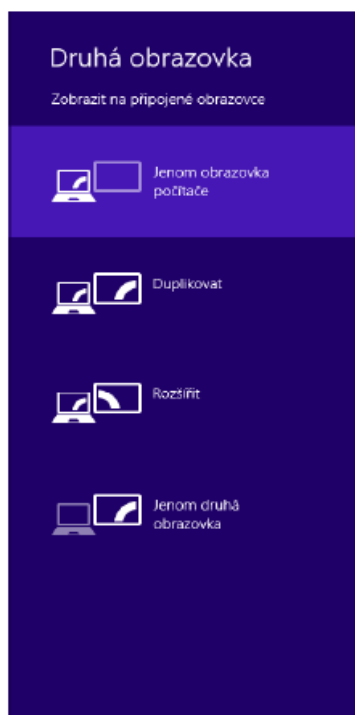 Druhá obrazovka
Zobrazit na připojené obrazovce
Jenom obrazovka
počítače
Duplikovat
Rozšířit
Jenom druhá
obrazovka